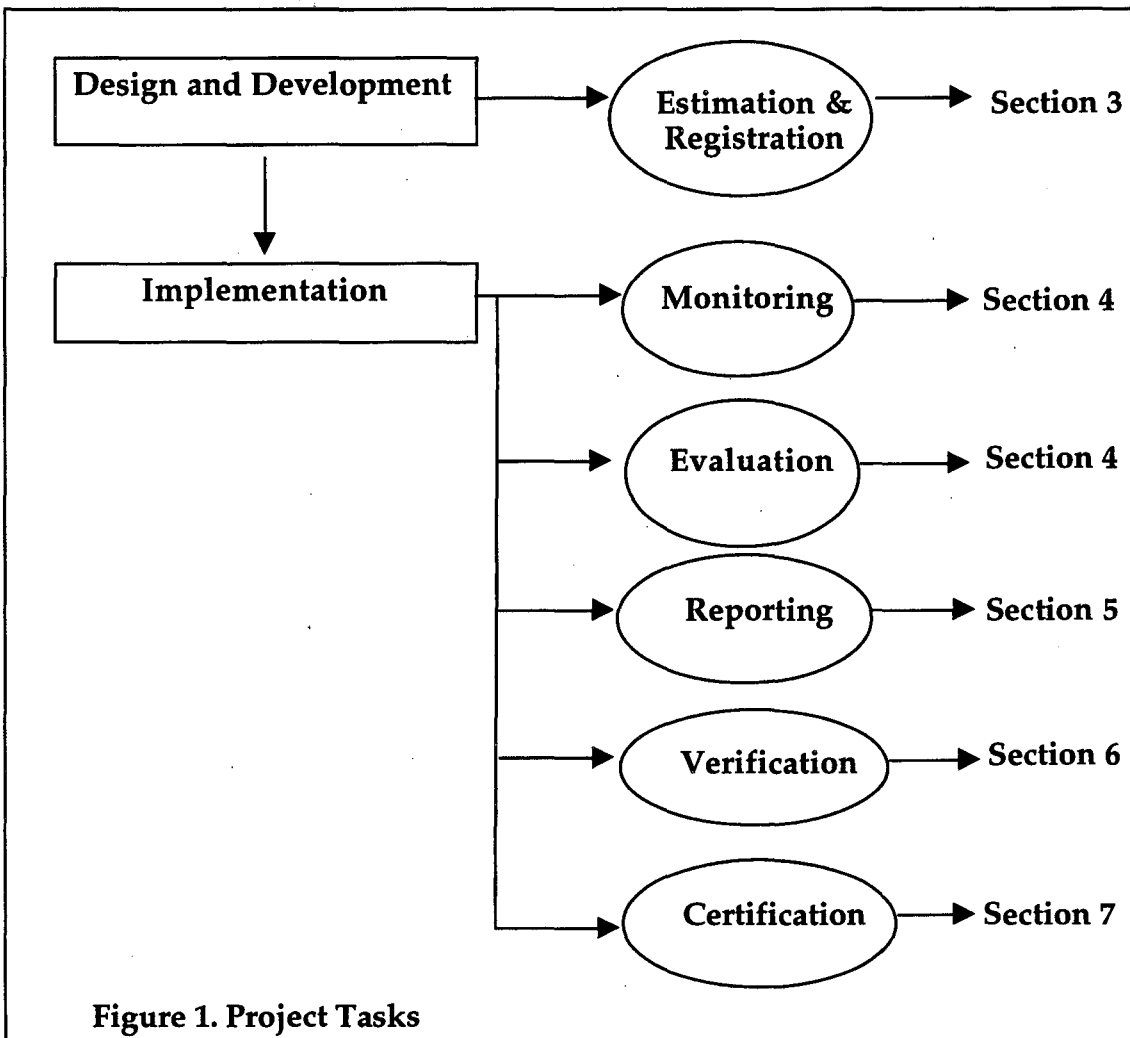 Design and Development
Estimation &
Registration
Section 3
Implementation
Monitoring
Section 4
Evaluation
Section 4
Reporting
Section 5
Verification
Section 6
Certification
Section 7
Figure 1. Project Tasks